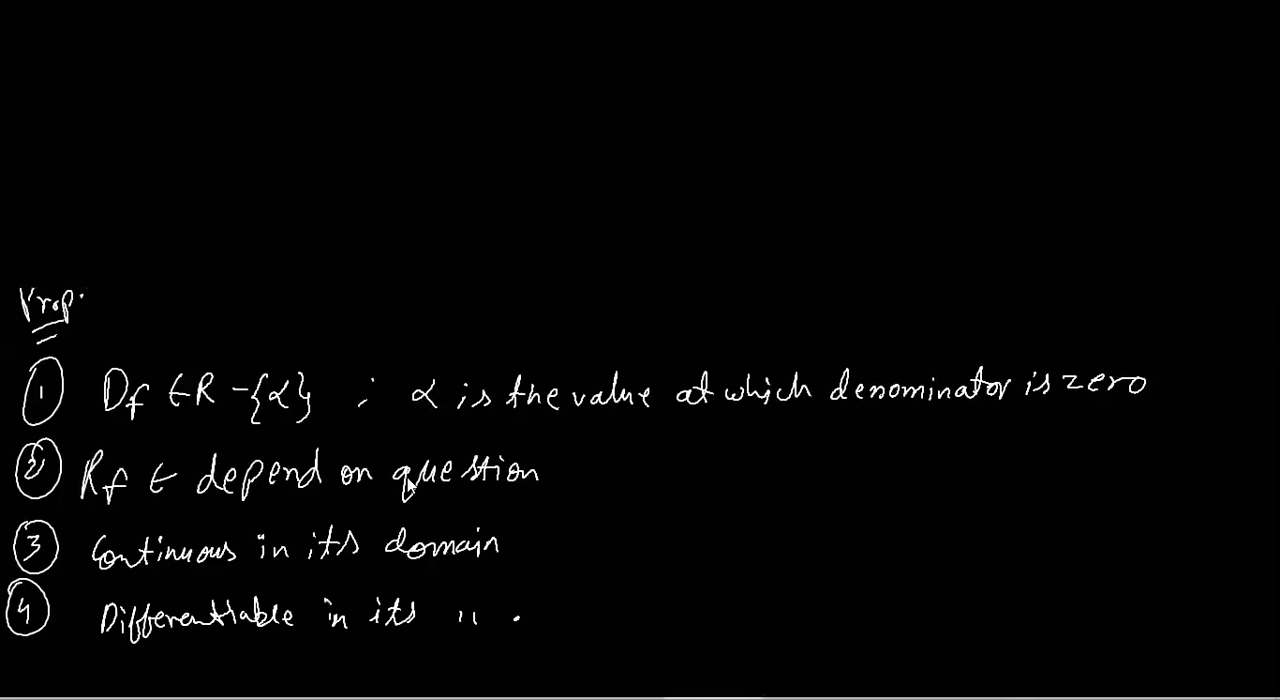 Prop.
① Df ∈ R - {α} ; α is the value at which denominator is zero
② Rf ∈ depend on question
③ Continuous in its domain
④ Differentiable in its " .